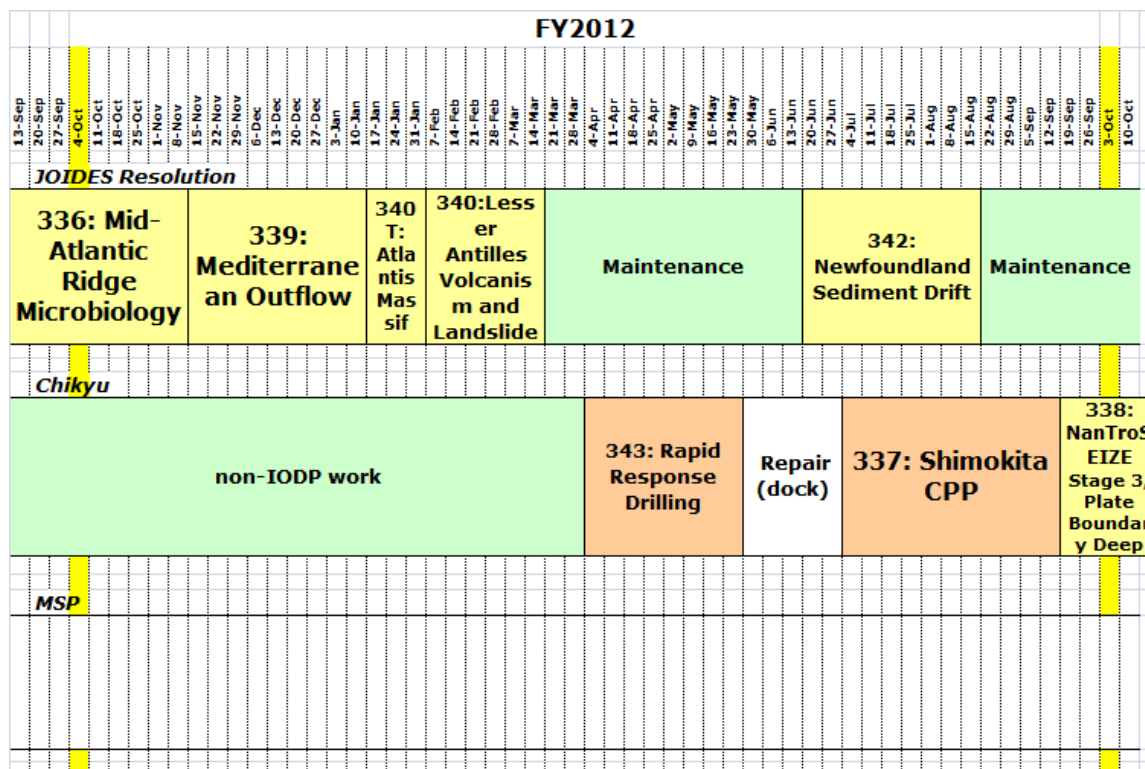 FY2012
13-Sep
20-Sep
27-Sep
4-Oct
11-Oct
18-Oct
25-Oct
1-Nov
8-Nov
15-Nov
22-Nov
29-Nov
6-Dec
13-Dec
20-Dec
27-Dec
3-Jan
10-Jan
17-Jan
24-Jan
31-Jan
7-Feb
14-Feb
21-Feb
28-Feb
7-Mar
14-Mar
21-Mar
28-Mar
4-Apr
11-Apr
18-Apr
25-Apr
2-May
9-May
16-May
23-May
30-May
6-Jun
13-Jun
20-Jun
27-Jun
4-Jul
11-Jul
18-Jul
25-Jul
1-Aug
8-Aug
15-Aug
22-Aug
29-Aug
5-Sep
12-Sep
19-Sep
26-Sep
3-Oct
10-Oct
JOIDES Resolution
336: Mid-
Atlantic
Ridge
Microbiology
339:
Mediterrane
an Outflow
340
T:
Atla
ntis
Mas
sif
340:Less
er
Antilles
Volcanis
m and
Landslide
Maintenance
342:
Newfoundland
Sediment Drift
Maintenance
Chikyu
non-IODP work
343: Rapid
Response
Drilling
Repair
(dock)
337: Shimokita
CPP
338:
NanTroS
EIZE
Stage 3,
Plate
Boundar
y Deep
MSP